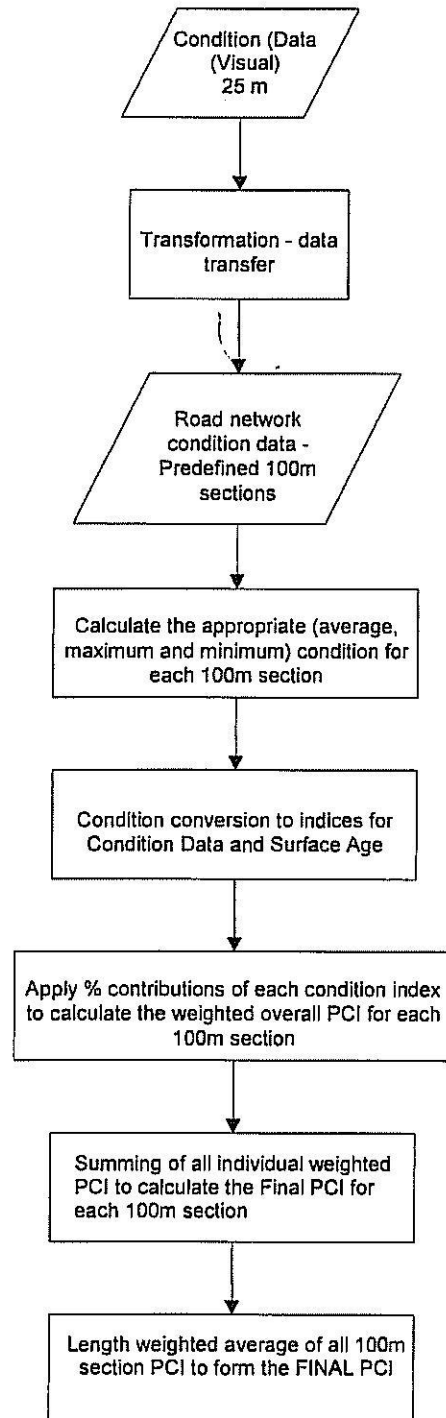 Condition (Data
(Visual)
25 m
Transformation - data
transfer
Road network
condition data -
Predefined 100m
sections
Calculate the appropriate (average,
maximum and minimum) condition for
each 100m section
Condition conversion to indices for
Condition Data and Surface Age
Apply % contributions of each condition index
to calculate the weighted overall PCI for each
100m section
Summing of all individual weighted
PCI to calculate the Final PCI for
each 100m section
Length weighted average of all 100m
section PCI to form the FINAL PCI